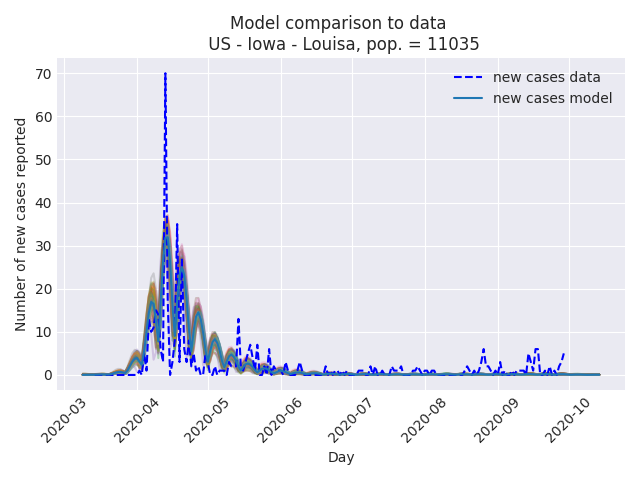 Model comparison to data
US - Iowa - Louisa, pop. = 11035
new cases data
new cases model
Number of new cases reported
70
60
50
40
30
20
10
0
2020-03
2020-04
2020-05
2020-06
2020-07
2020-08
2020-09
2020-10
Day